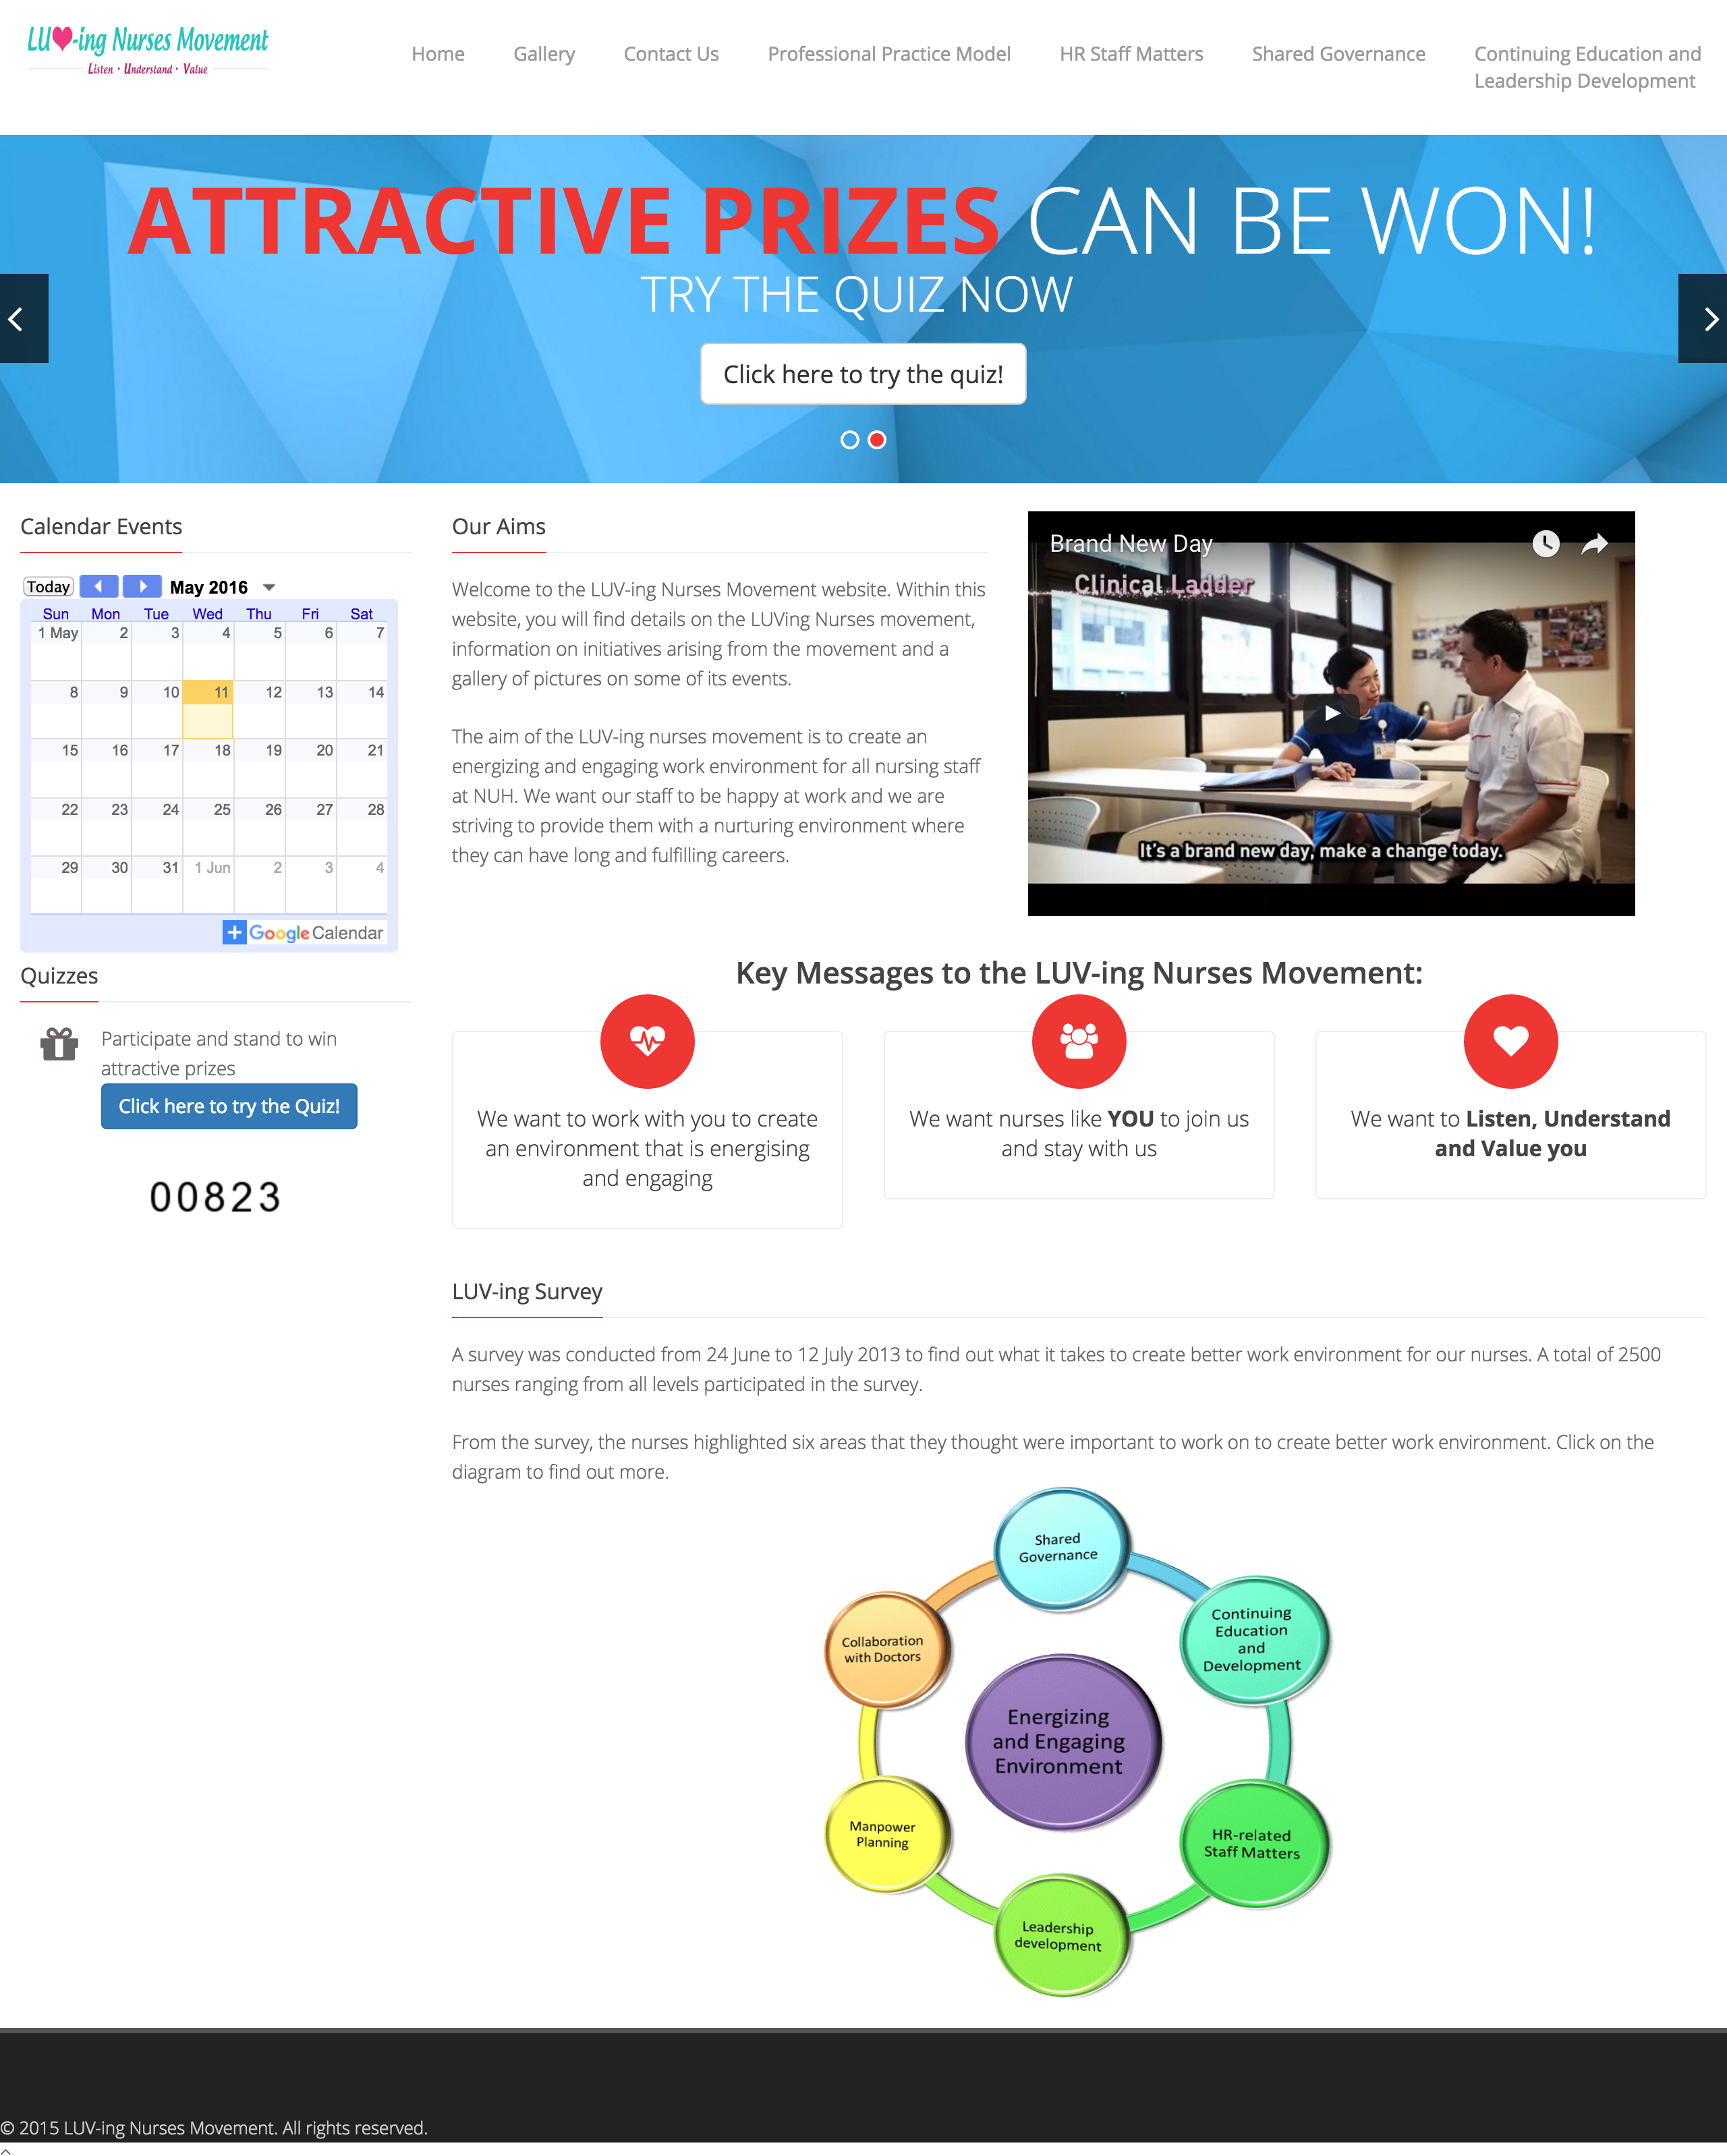 LU♥-ing Nurses Movement
Listen · Understand · Value
Home
Gallery
Contact Us
Professional Practice Model
HR Staff Matters
Shared Governance
Continuing Education and
Leadership Development
ATTRACTIVE PRIZES CAN BE WON!
TRY THE QUIZ NOW
Click here to try the quiz!
Calendar Events
Today
May 2016
Sun Mon Tue Wed Thu Fri Sat
1 May 2 3 4 5 6 7
8 9 10 11 12 13 14
15 16 17 18 19 20 21
22 23 24 25 26 27 28
29 30 31 1 Jun 2 3 4
Google Calendar
Quizzes
Participate and stand to win
attractive prizes
Click here to try the Quiz!
00823
Our Aims
Welcome to the LUV-ing Nurses Movement website. Within this
website, you will find details on the LUVing Nurses movement,
information on initiatives arising from the movement and a
gallery of pictures on some of its events.
The aim of the LUV-ing nurses movement is to create an
energizing and engaging work environment for all nursing staff
at NUH. We want our staff to be happy at work and we are
striving to provide them with a nurturing environment where
they can have long and fulfilling careers.
Brand New Day
Clinical Ladder
It's a brand new day, make a change today.
Key Messages to the LUV-ing Nurses Movement:
We want to work with you to create
an environment that is energising
and engaging
We want nurses like YOU to join us
and stay with us
We want to Listen, Understand
and Value you
LUV-ing Survey
A survey was conducted from 24 June to 12 July 2013 to find out what it takes to create better work environment for our nurses. A total of 2500
nurses ranging from all levels participated in the survey.
From the survey, the nurses highlighted six areas that they thought were important to work on to create better work environment. Click on the
diagram to find out more.
Shared
Governance
Continuing
Education
and
Development
HR-related
Staff Matters
Leadership
development
Manpower
Planning
Collaboration
with Doctors
Energizing
and Engaging
Environment
© 2015 LUV-ing Nurses Movement. All rights reserved.